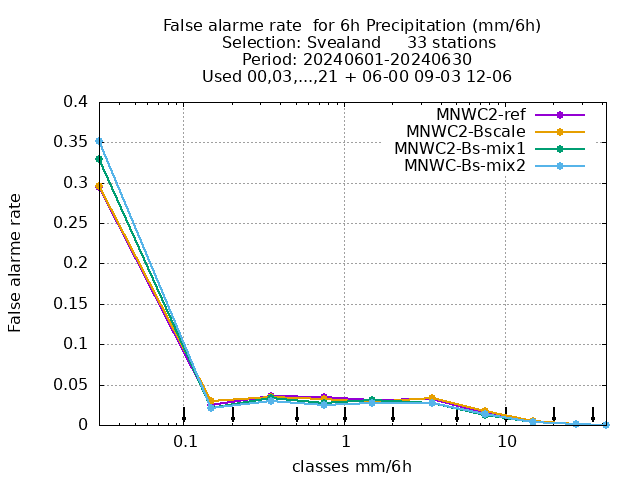 False alarme rate  for 6h Precipitation (mm/6h)
Selection: Svealand     33 stations
Period: 20240601-20240630
Used 00,03,...,21 + 06-00 09-03 12-06
MNWC2-ref
MNWC2-Bscale
MNWC2-Bs-mix1
MNWC-Bs-mix2
False alarme rate
0.4
0.35
0.3
0.25
0.2
0.15
0.1
0.05
0
0.1
1
10
classes mm/6h